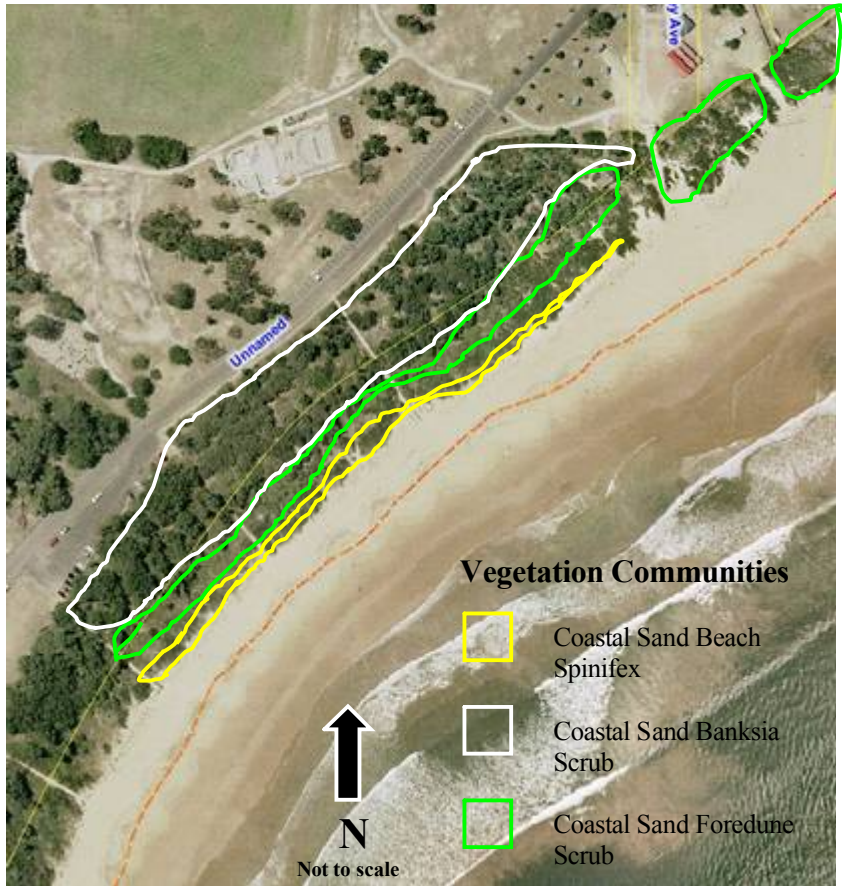 ry Ave
Unnamed
Vegetation Communities
Coastal Sand Beach
Spinifex
Coastal Sand Banksia
Scrub
Coastal Sand Foredune
Scrub
N
Not to scale